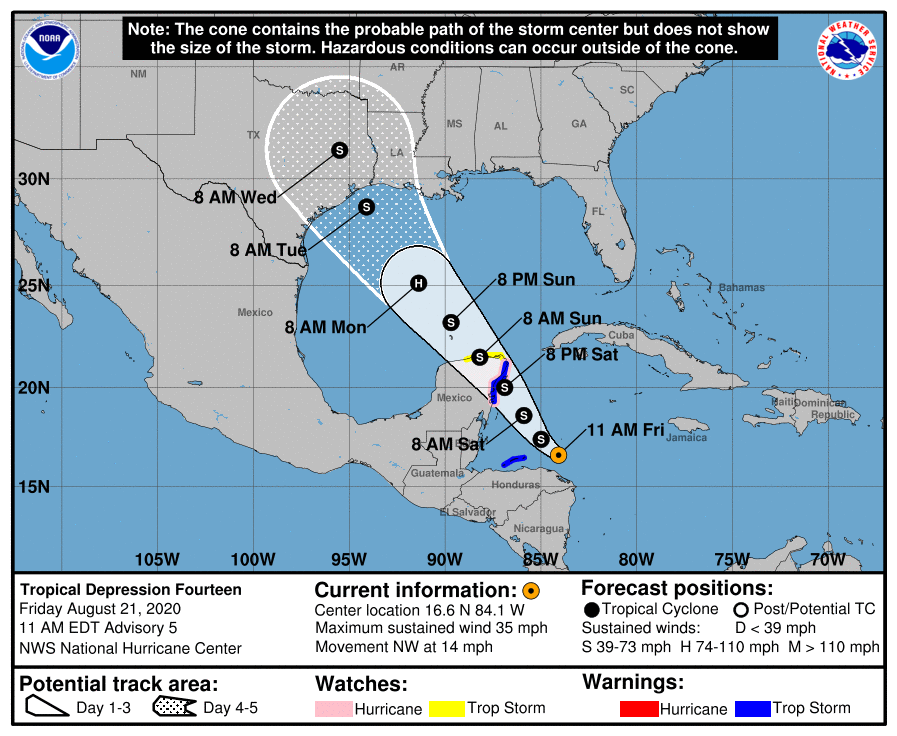 Note: The cone contains the probable path of the storm center but does not show
the size of the storm. Hazardous conditions can occur outside of the cone.
NOAA
NATIONAL WEATHER SERVICE
NM
AR
SC
TX
MS
AL
GA
LA
30N
8 AM Wed
FL
8 AM Tue
25N
8 PM Sun
Bahamas
Mexico
8 AM Mon
8 AM Sun
Cuba
8 PM Sat
20N
Mexico
Haiti
Dominican
Republic
11 AM Fri
Jamaica
8 AM Sat
Guatemala
15N
Honduras
El Salvador
Nicaragua
105W 100W 95W 90W 85W 80W 75W 70W
S
S
H
S
S
S
S
S
Tropical Depression Fourteen
Friday August 21, 2020
11 AM EDT Advisory 5
NWS National Hurricane Center
Current information:
Center location 16.6 N 84.1 W
Maximum sustained wind 35 mph
Movement NW at 14 mph
Forecast positions:
Tropical Cyclone Post/Potential TC
Sustained winds: D < 39 mph
S 39-73 mph H 74-110 mph M > 110 mph
Potential track area:
Day 1-3 Day 4-5
Watches:
Hurricane Trop Storm
Warnings:
Hurricane Trop Storm